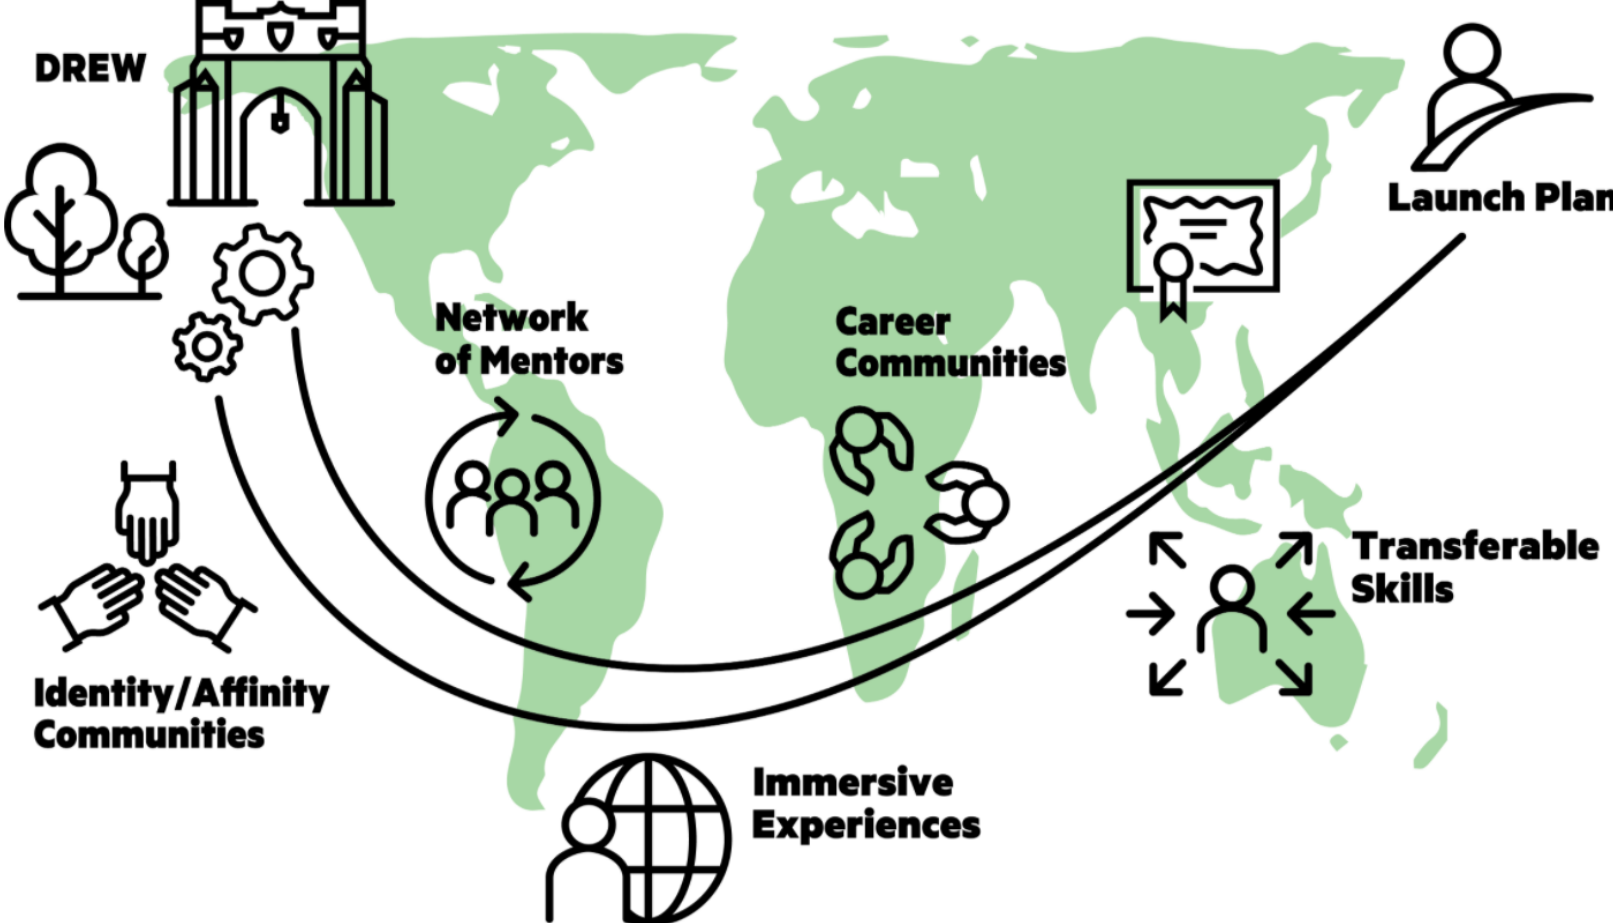 DREW
Launch Plan
Network
of Mentors
Career
Communities
Transferable
Skills
Identity/Affinity
Communities
Immersive
Experiences